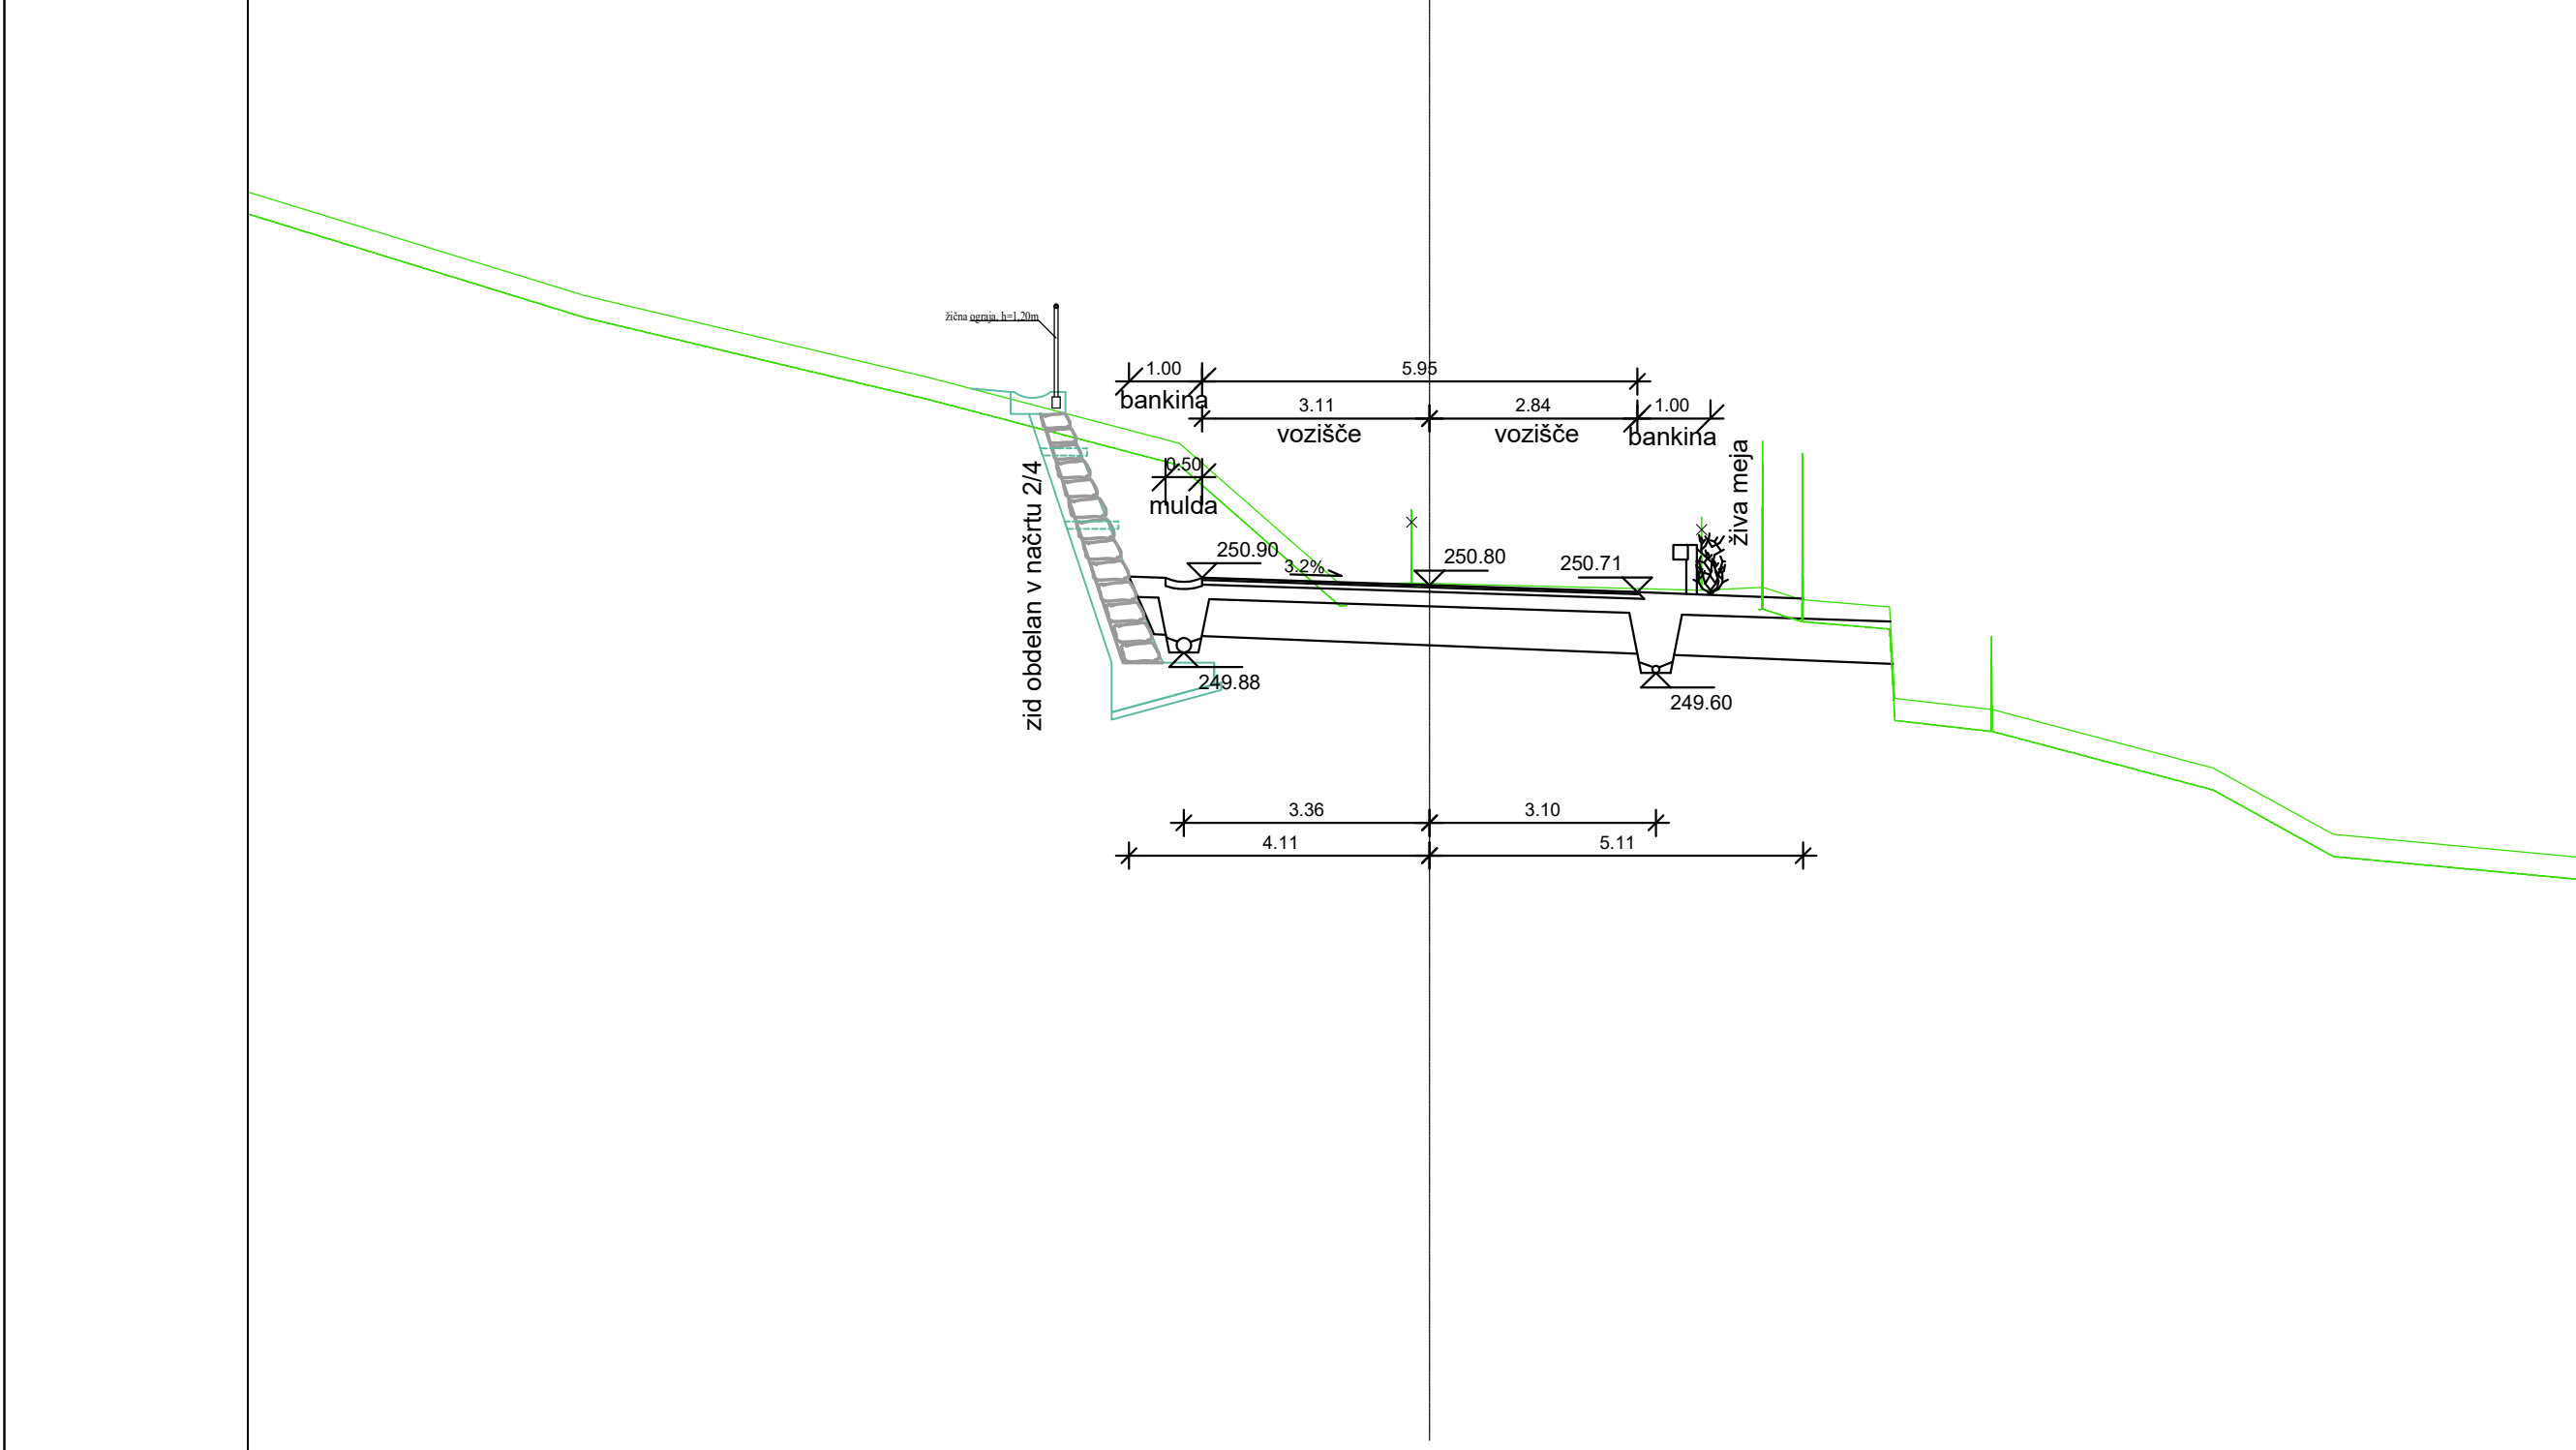 žična ograja, h=1,20m
1.00
5.95
bankina
3.11
2.84
1.00
vozišče
vozišče
bankina
0.50
mulda
živa meja
zid obdelan v načrtu 2/4
250.90
3.2%
250.80
250.71
249.88
249.60
3.36
3.10
4.11
5.11